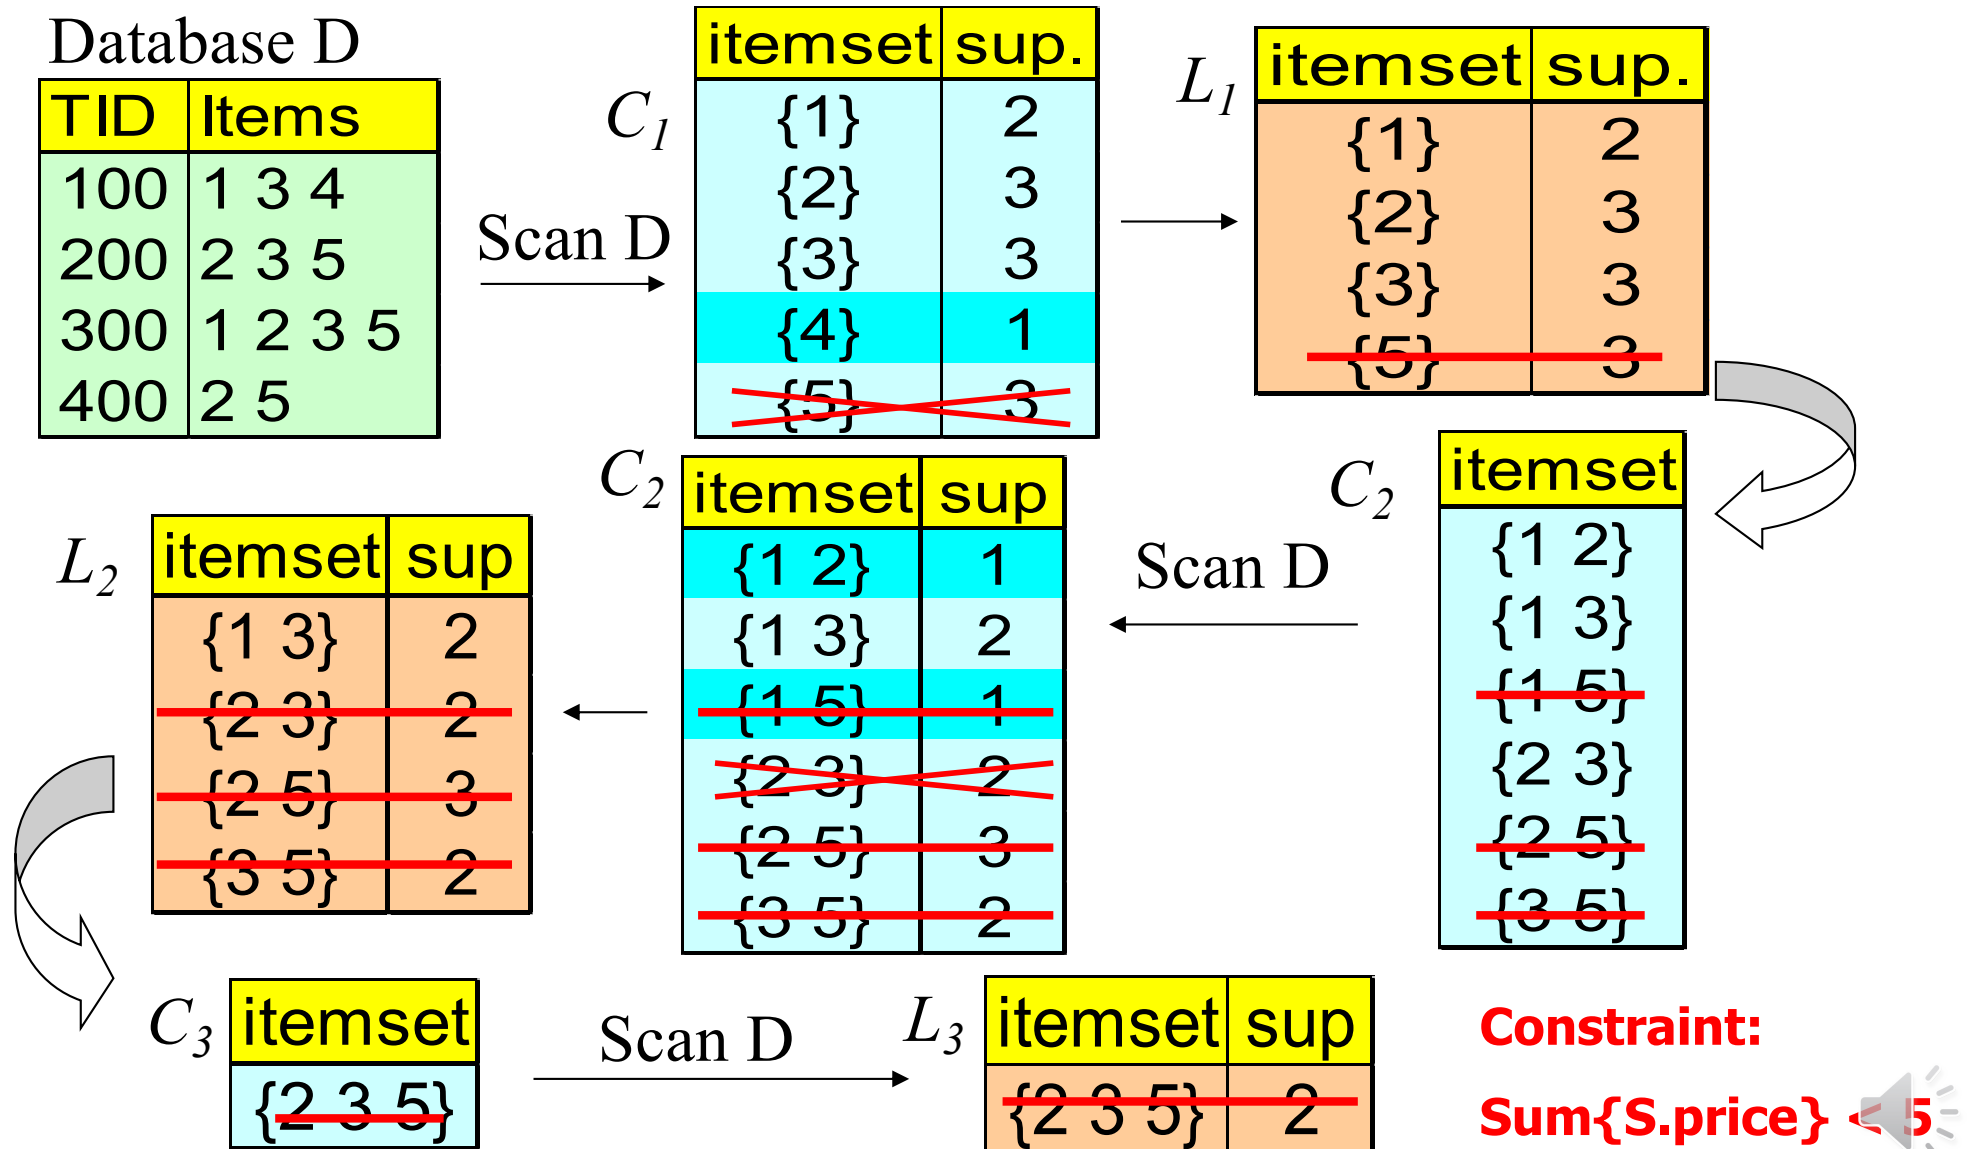 Database D
TID Items
100 1 3 4
200 2 3 5
300 1 2 3 5
400 2 5
Scan D
C1
itemset sup.
{1} 2
{2} 3
{3} 3
{4} 1
{5} 3
L1
itemset sup.
{1} 2
{2} 3
{3} 3
{5} 3
C2
itemset
{1 2}
{1 3}
{1 5}
{2 3}
{2 5}
{3 5}
Scan D
C2
itemset sup
{1 2} 1
{1 3} 2
{1 5} 1
{2 3} 2
{2 5} 3
{3 5} 2
L2
itemset sup
{1 3} 2
{2 3} 2
{2 5} 3
{3 5} 2
C3
itemset
{2 3 5}
Scan D
L3
itemset sup
{2 3 5} 2
Constraint:
Sum{S.price} < 5